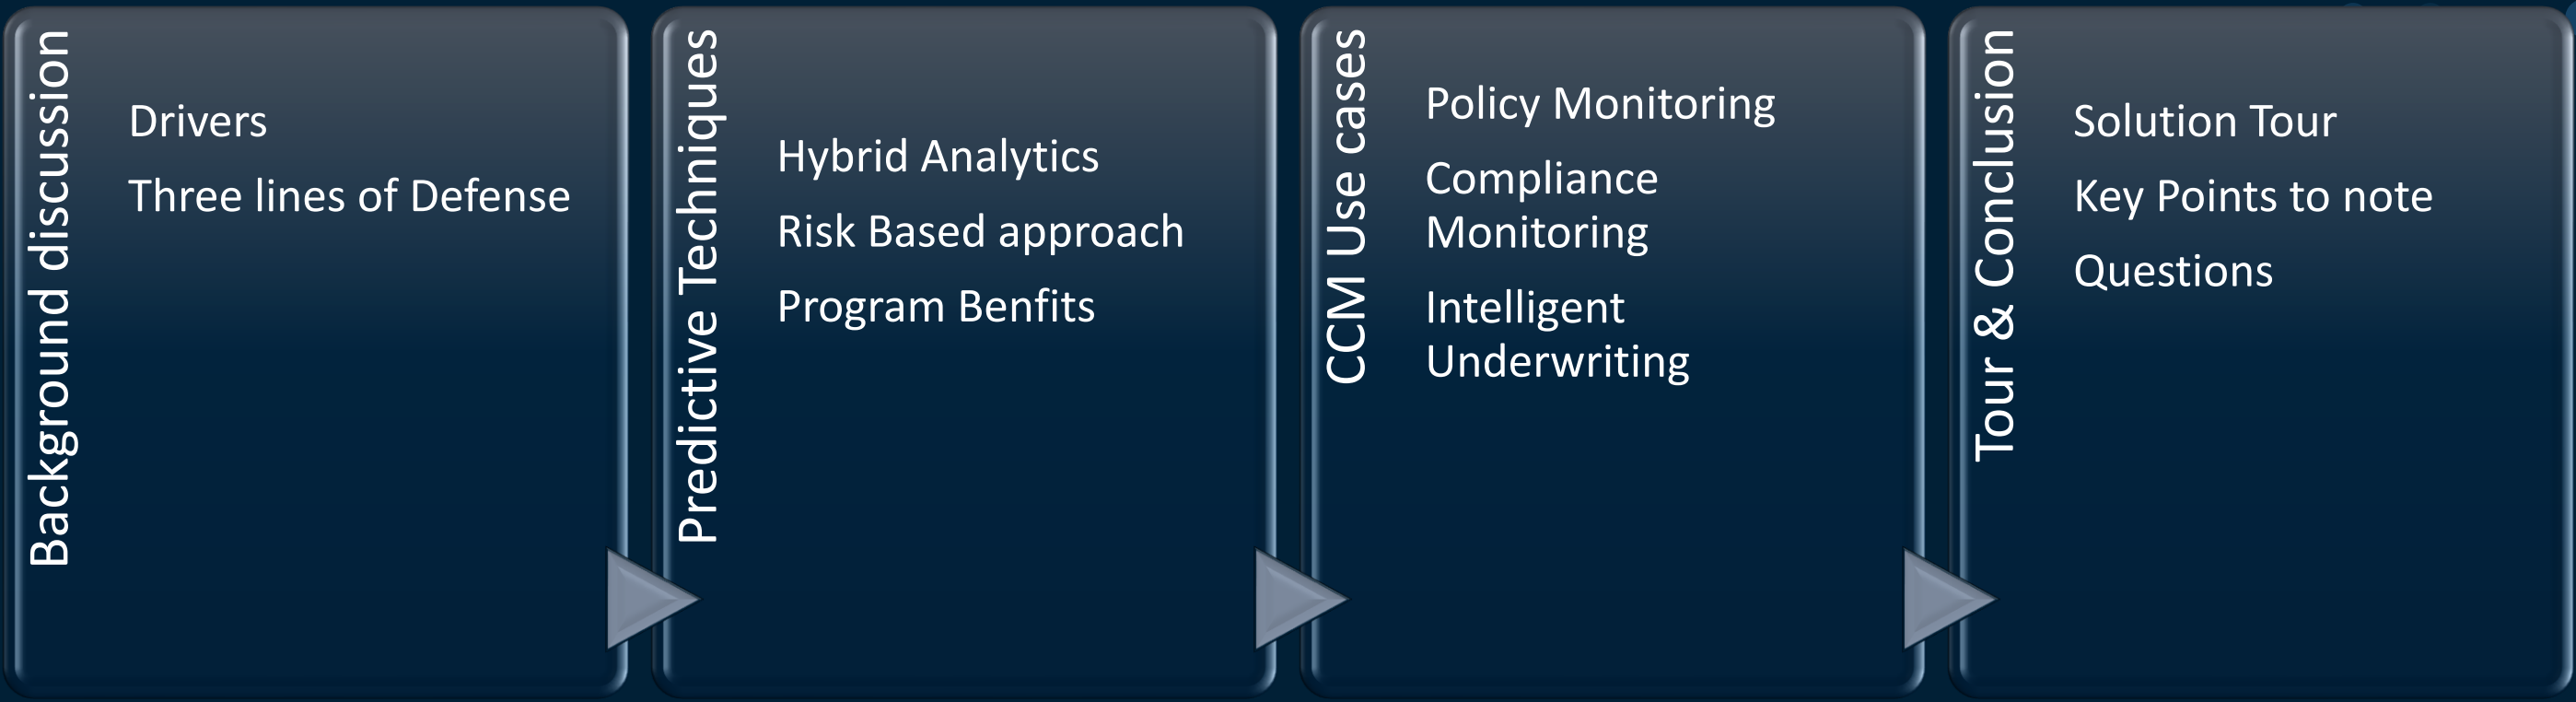 Background discussion
Drivers
Three lines of Defense
Predictive Techniques
Hybrid Analytics
Risk Based approach
Program Benfits
CCM Use cases
Policy Monitoring
Compliance
Monitoring
Intelligent
Underwriting
Tour & Conclusion
Solution Tour
Key Points to note
Questions